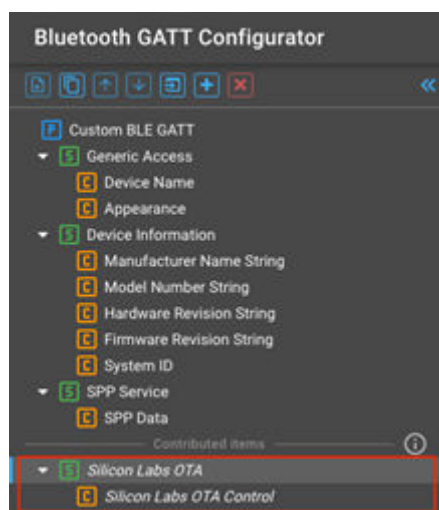 Bluetooth GATT Configurator
P Custom BLE GATT
S Generic Access
C Device Name
C Appearance
S Device Information
C Manufacturer Name String
C Model Number String
C Hardware Revision String
C Firmware Revision String
C System ID
S SPP Service
C SPP Data
Contributed items
S Silicon Labs OTA
C Silicon Labs OTA Control